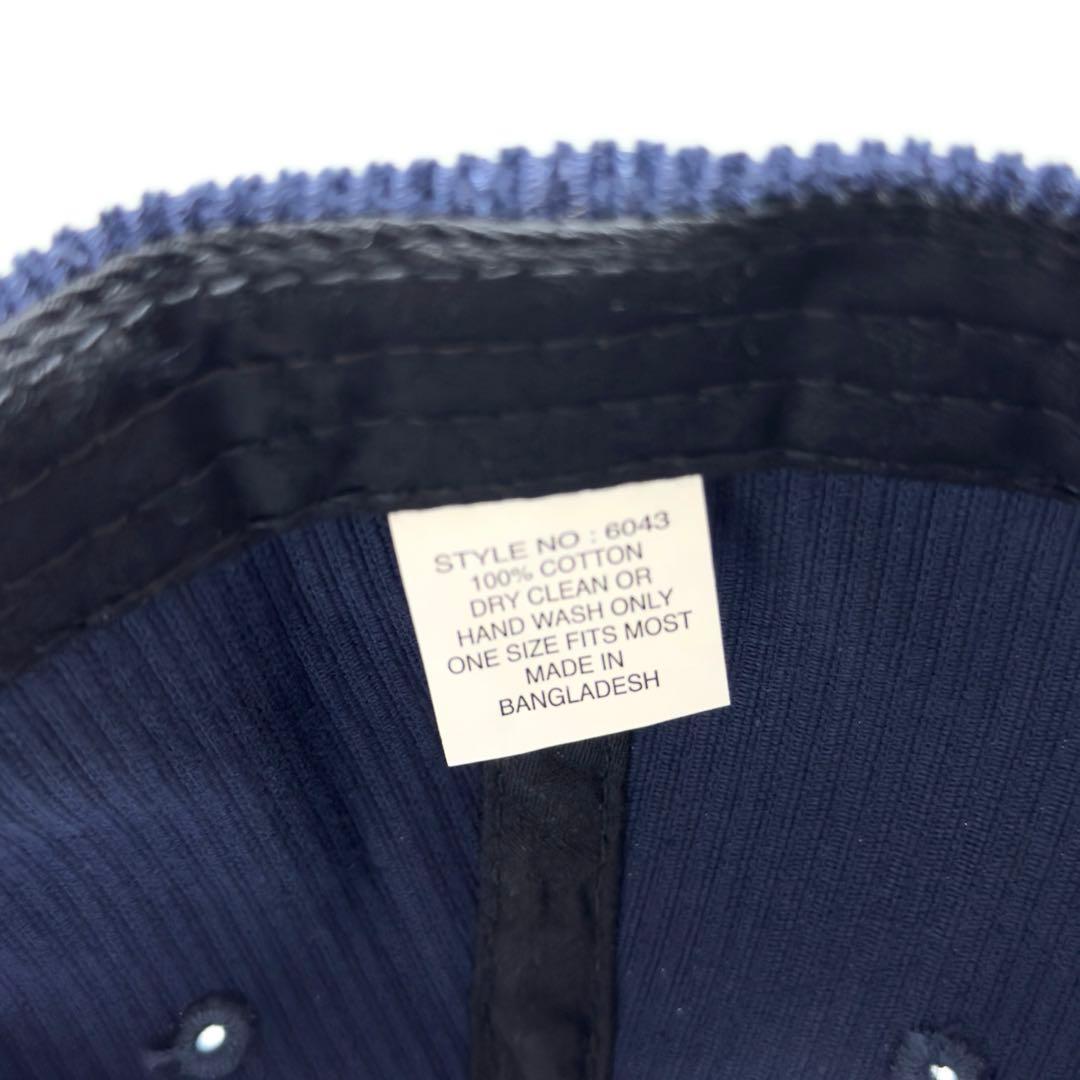 STYLE NO : 6043
100% COTTON
DRY CLEAN OR
HAND WASH ONLY
ONE SIZE FITS MOST
MADE IN
BANGLADESH